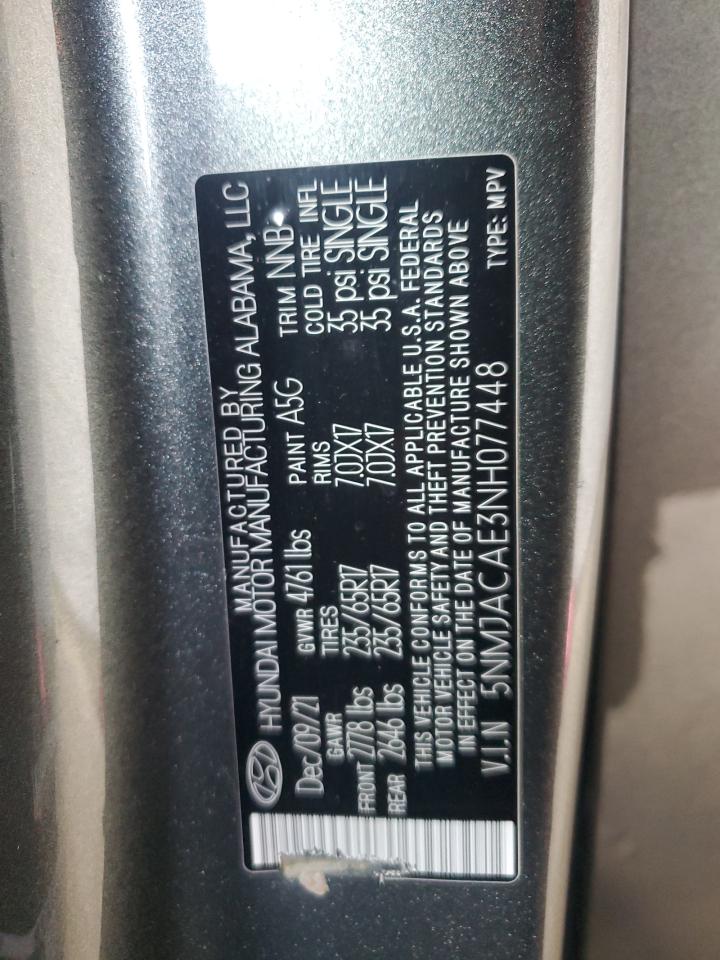 MANUFACTURED BY
HYUNDAI MOTOR MANUFACTURING ALABAMA, LLC
Dec/09/21 GVWR 4761 lbs PAINT A5G TRIM NNB
GAWR TIRES RIMS COLD TIRE INFL
FRONT 2778 lbs 235/65R17 7.0JX17 35 psi SINGLE
REAR 2646 lbs 235/65R17 7.0JX17 35 psi SINGLE
THIS VEHICLE CONFORMS TO ALL APPLICABLE U.S.A. FEDERAL
MOTOR VEHICLE SAFETY AND THEFT PREVENTION STANDARDS
IN EFFECT ON THE DATE OF MANUFACTURE SHOWN ABOVE
V.I.N 5NMJACAE3NH077448 TYPE: MPV